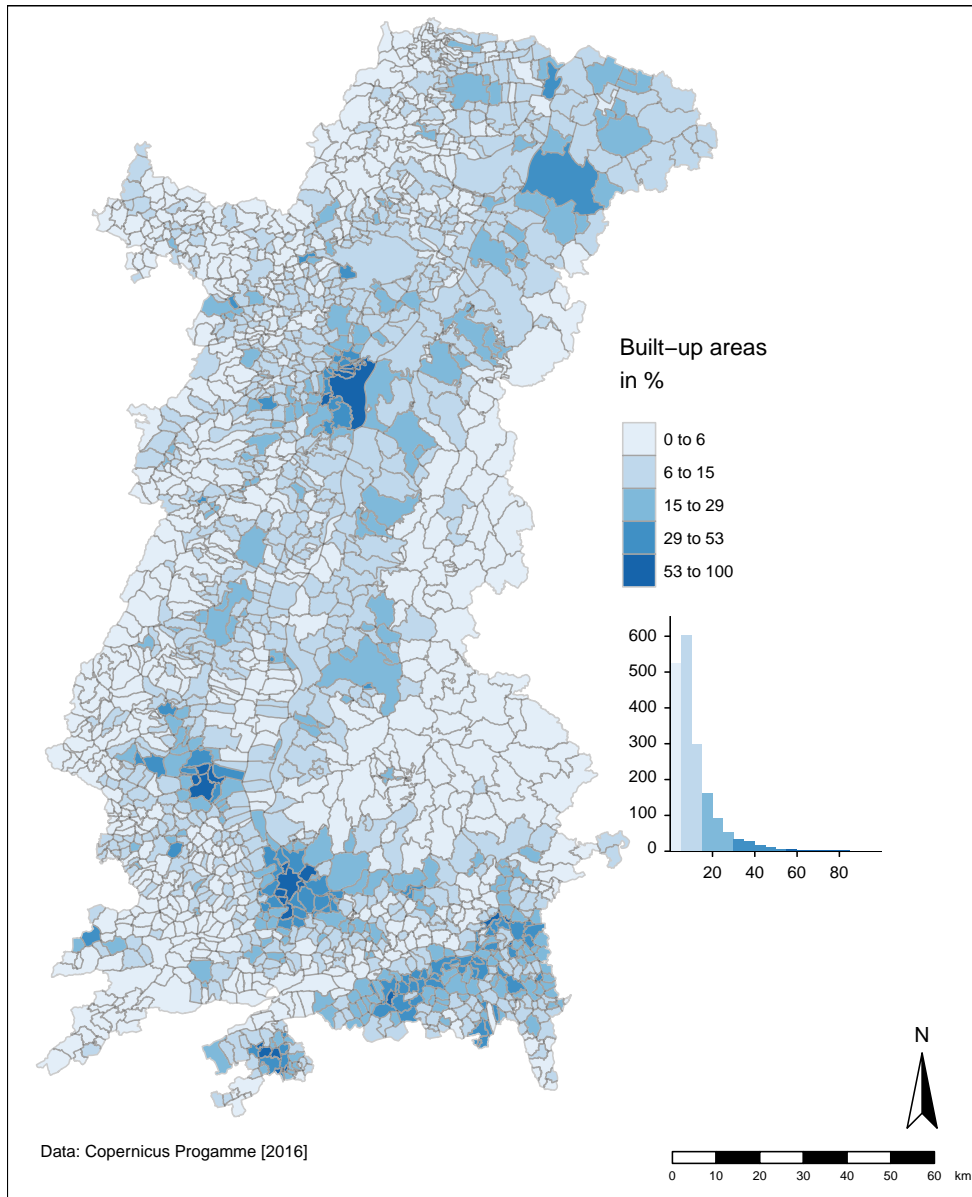 Built−up areas
in %
0 to 6
6 to 15
15 to 29
29 to 53
53 to 100
600
500
400
300
200
100
0
20 40 60 80
N
Data: Copernicus Progamme [2016]
0 10 20 30 40 50 60 km